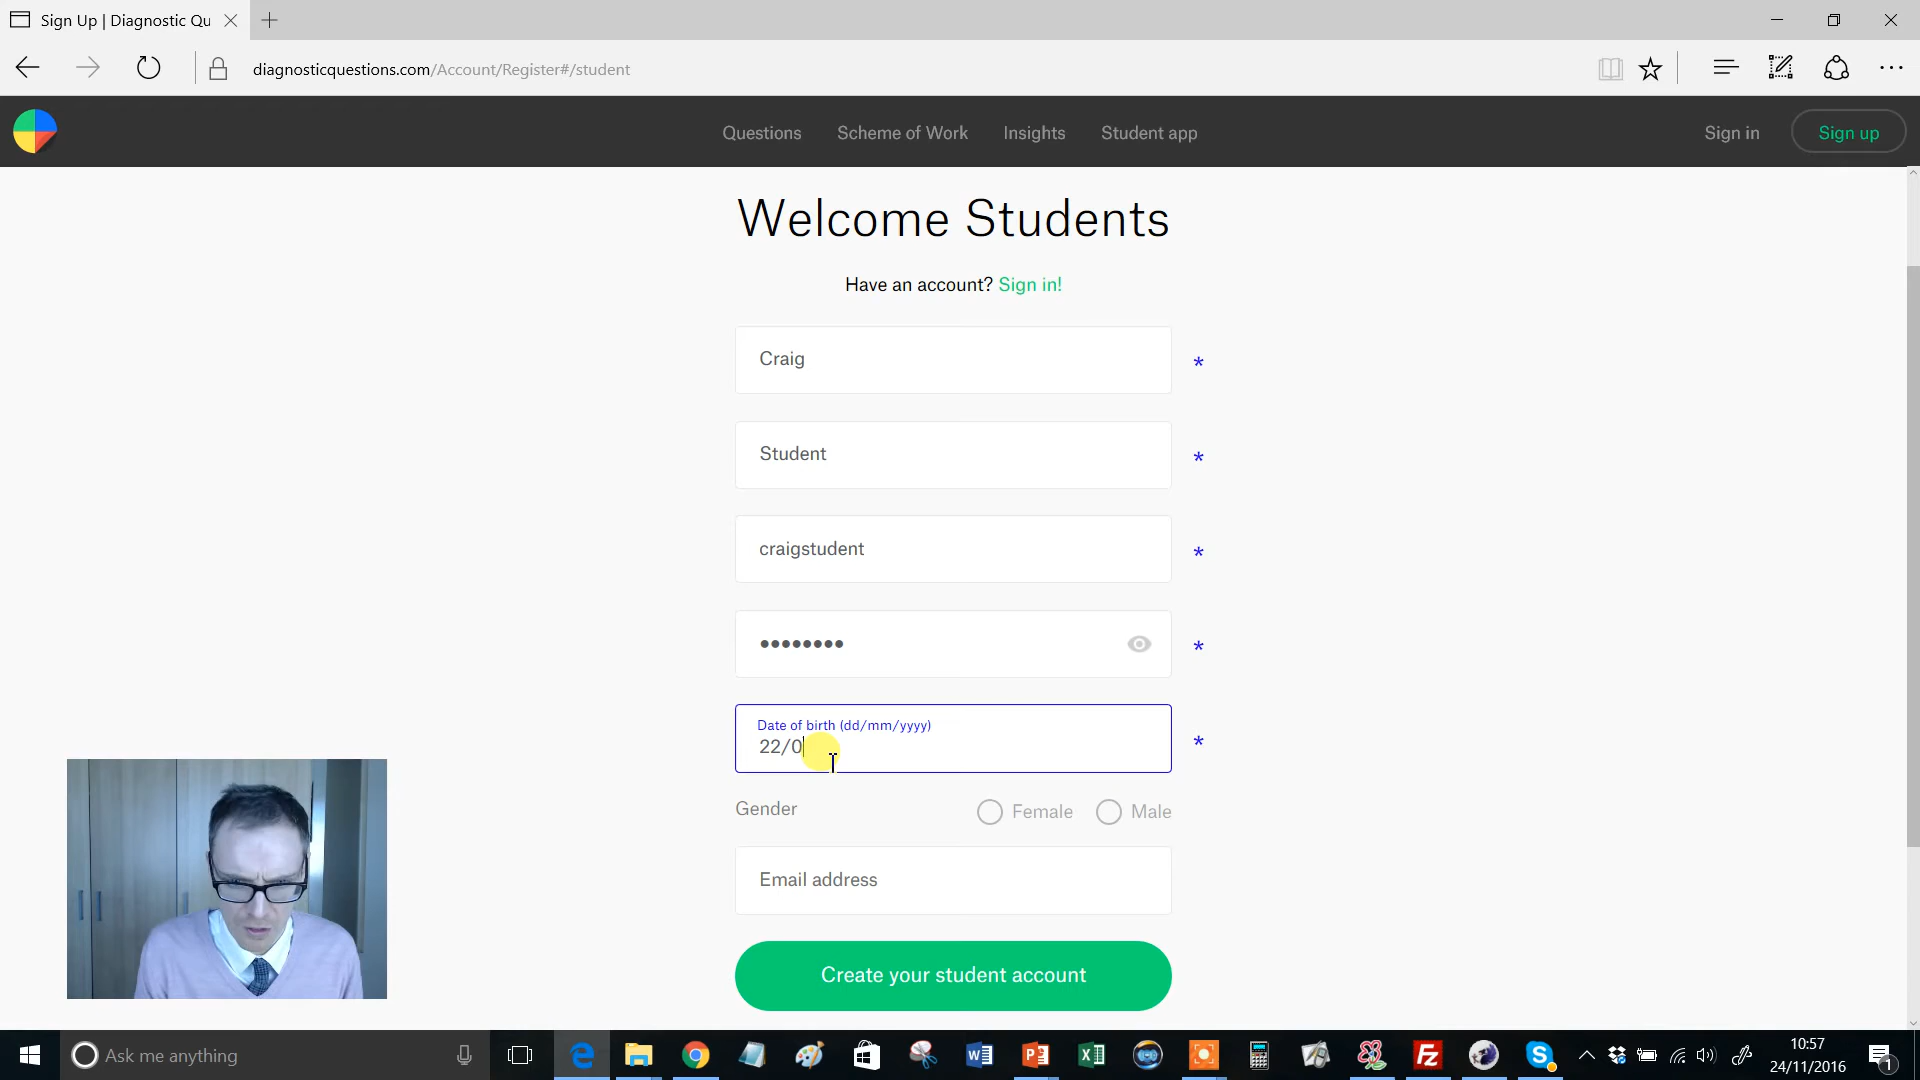 Sign Up | Diagnostic Qu
diagnosticquestions.com/Account/Register#/student
Questions Scheme of Work Insights Student app Sign in Sign up
Welcome Students
Have an account? Sign in!
Craig *
Student *
craigstudent *
•••••••• *
Date of birth (dd/mm/yyyy)
22/0 *
Gender Female Male
Email address
Create your student account
Ask me anything
10:57
24/11/2016
1